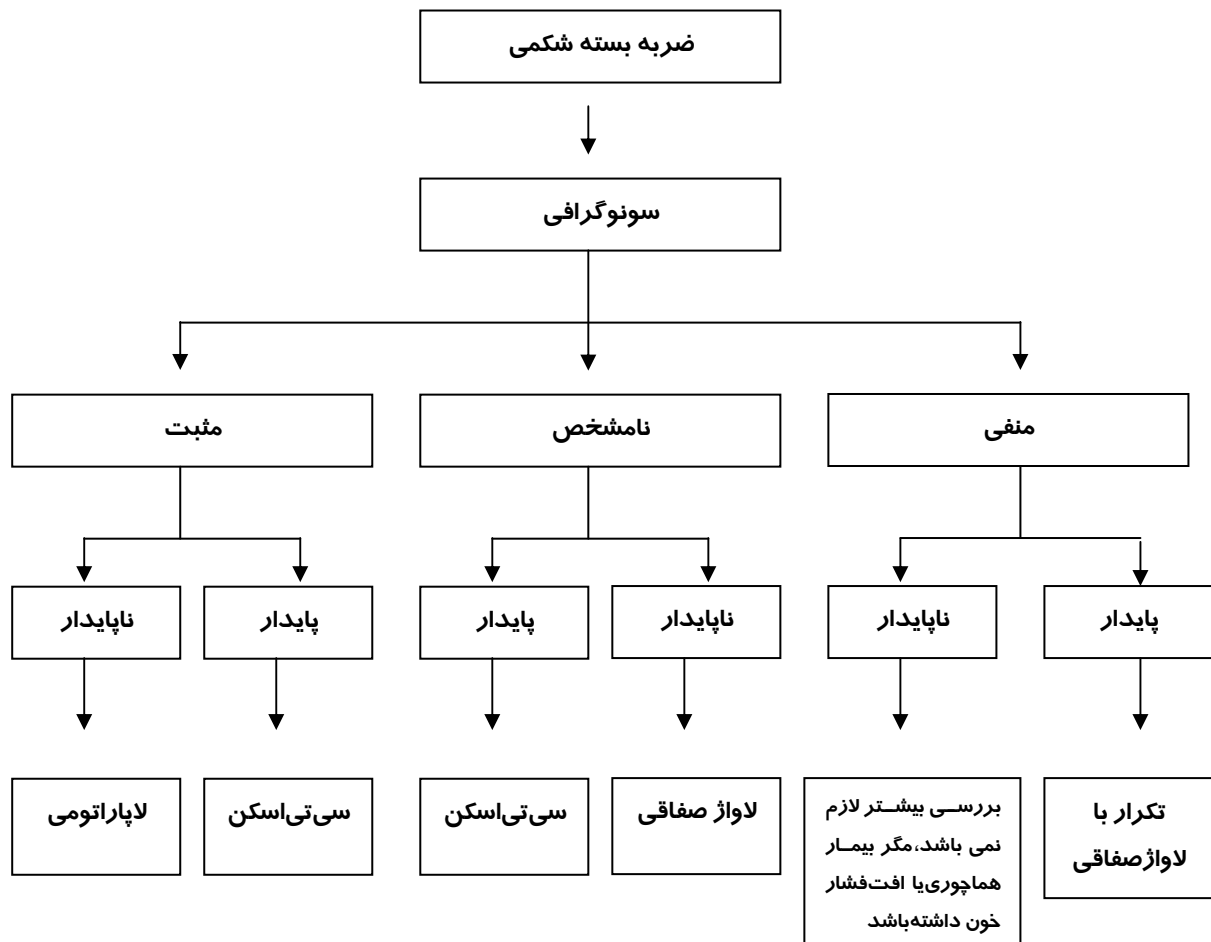 ضربه بسته شکمی
سونوگرافی
منفی
نامشخص
مثبت
پایدار
ناپایدار
ناپایدار
پایدار
پایدار
ناپایدار
تکرار با
لاواژصفاقی
بررسی بیشتر لازم
نمی باشد،مگر بیمار
هماچوری‌یا افت‌فشار
خون داشته‌باشد
لاواژ صفاقی
سی‌تی‌اسکن
سی‌تی‌اسکن
لاپاراتومی